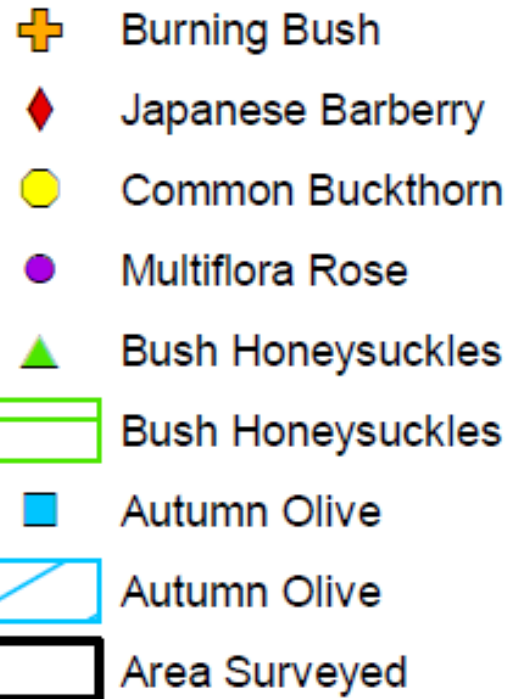 Burning Bush
Japanese Barberry
Common Buckthorn
Multiflora Rose
Bush Honeysuckles
Bush Honeysuckles
Autumn Olive
Autumn Olive
Area Surveyed